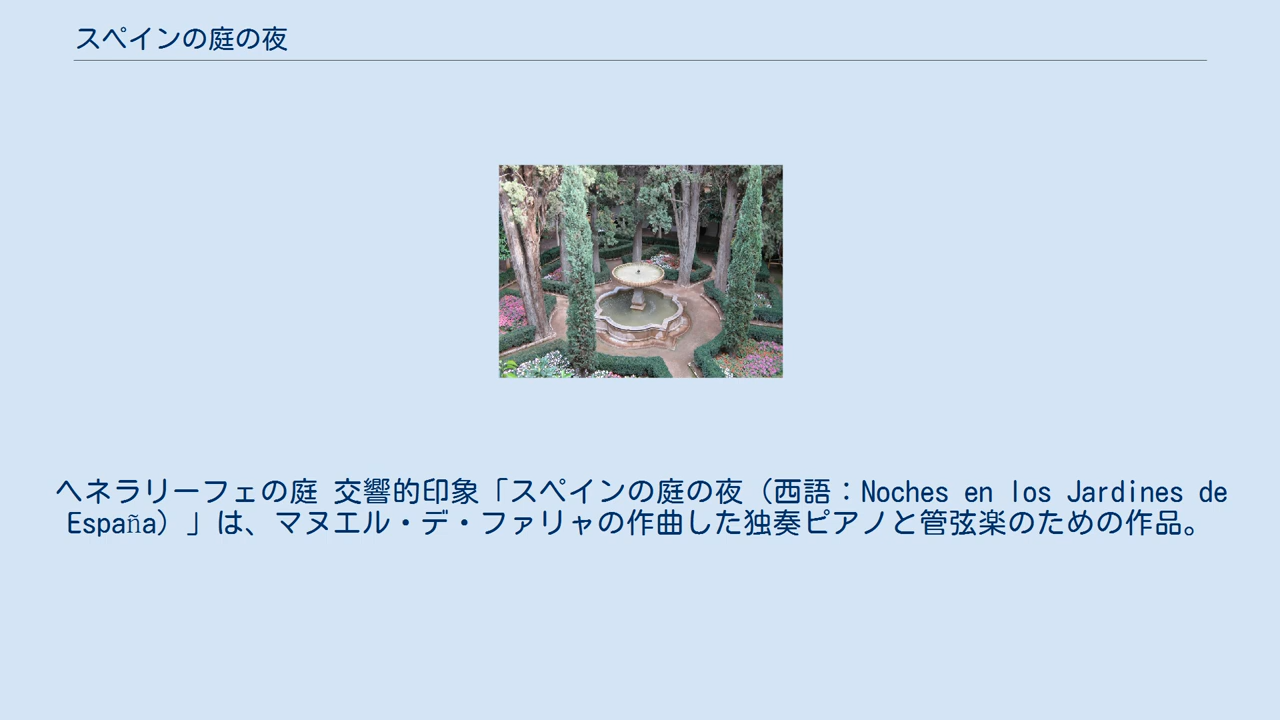 スペインの庭の夜
ヘネラリーフェの庭 交響的印象「スペインの庭の夜（西語：Noches en los Jardines de
España）」は、マヌエル・デ・ファリャの作曲した独奏ピアノと管弦楽のための作品。